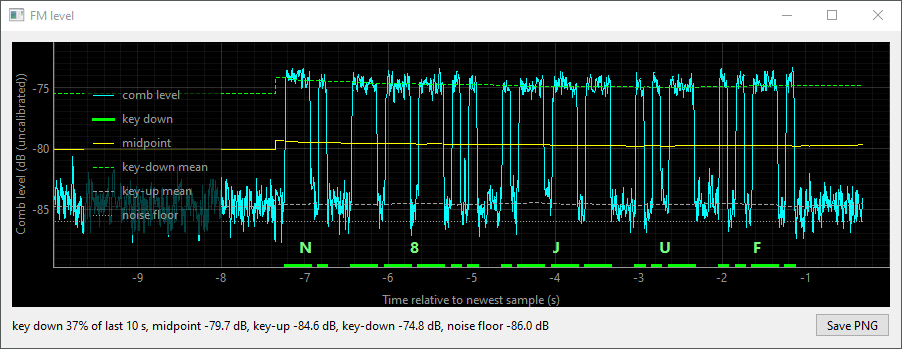 FM level
Comb level (dB (uncalibrated))
-75
-80
-85
comb level
key down
midpoint
key-down mean
key-up mean
noise floor
N 8 J U F
-9 -8 -7 -6 -5 -4 -3 -2 -1
Time relative to newest sample (s)
key down 37% of last 10 s, midpoint -79.7 dB, key-up -84.6 dB, key-down -74.8 dB, noise floor -86.0 dB
Save PNG